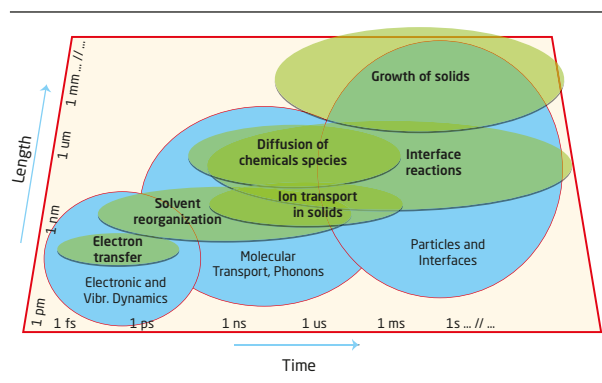 Growth of solids
1 mm ... // ...
1 um
Length
Diffusion of
chemicals species
Interface
reactions
Solvent
reorganization
Ion transport
in solids
1 nm
Electron
transfer
Electronic and
Vibr. Dynamics
Molecular
Transport, Phonons
Particles and
Interfaces
1 pm
1 fs
1 ps
1 ns
1 us
1 ms
1s ... // ...
Time